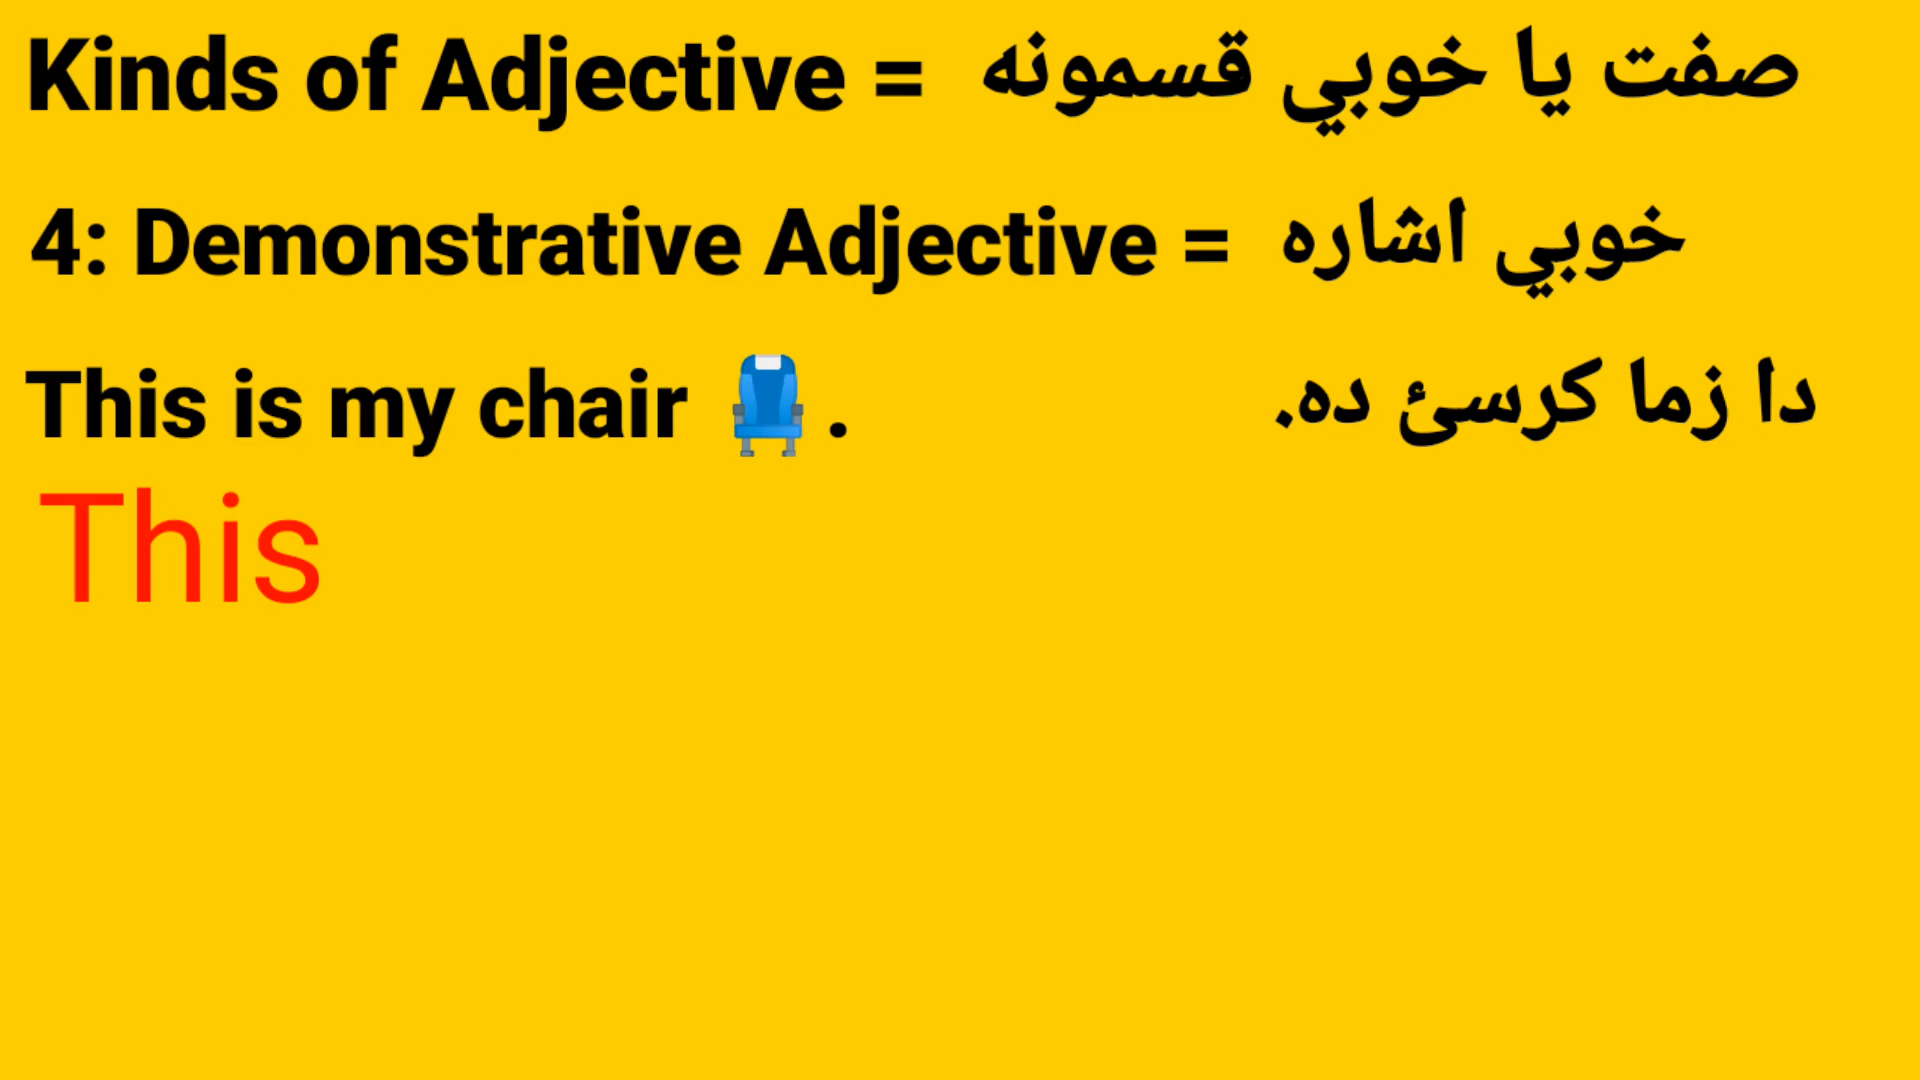 Kinds of Adjective = صفت یا خوبي قسمونه
4: Demonstrative Adjective = خوبي اشاره
This is my chair 💺. دا زما کرسئ ده.
This